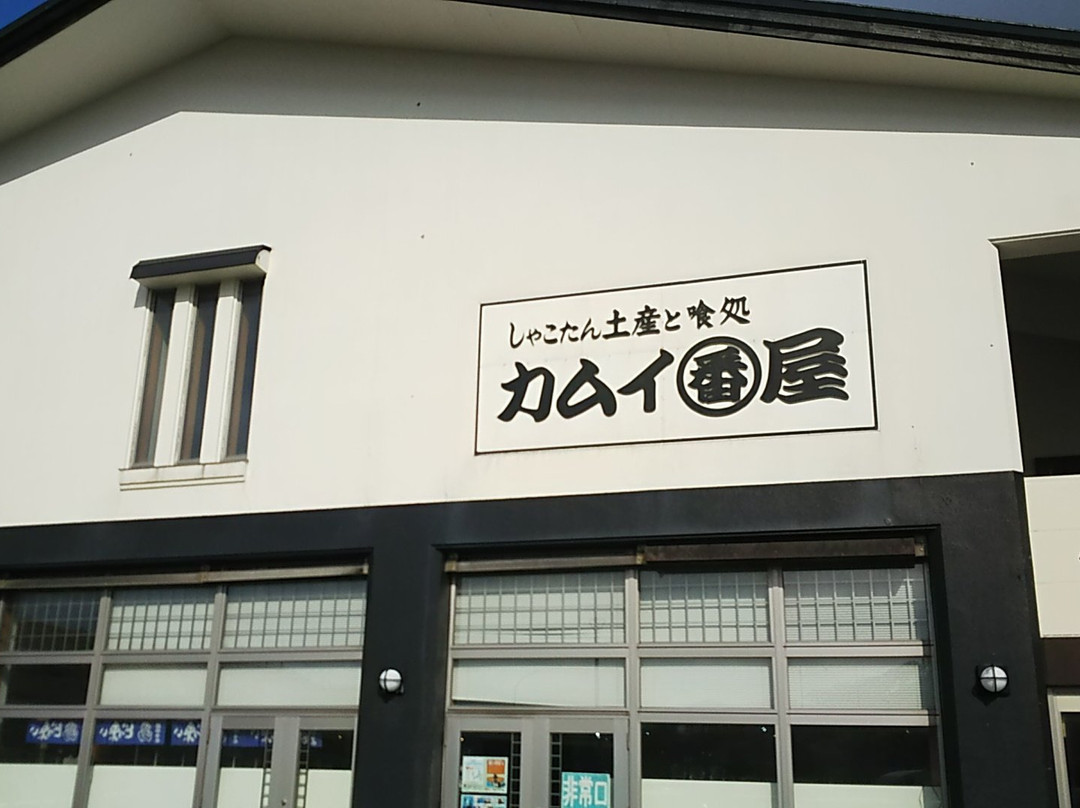 しゃこたん土産と喰処
カムイ番屋
非常口